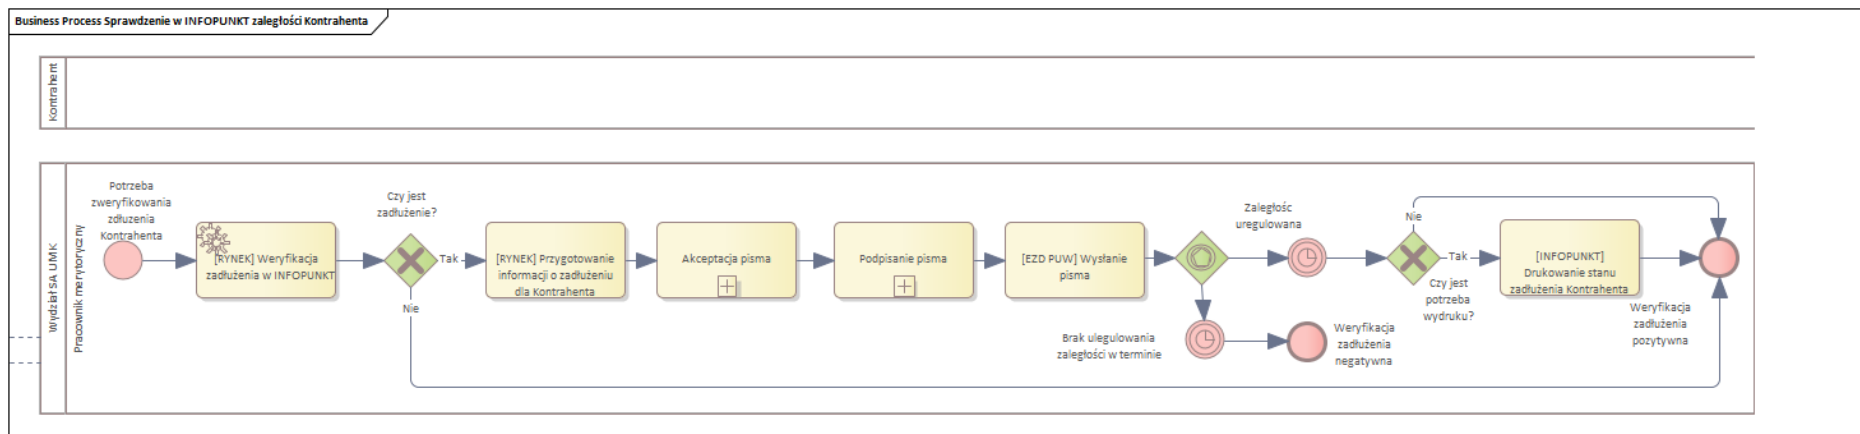 Business Process Sprawdzenie w INFOPUNKT zaległości Kontrahenta
Kontrahent
Wydział SA UMK
Pracownik merytoryczny
Potrzeba
zweryfikowania
zdłuzenia
Kontrahenta
[RYNEK] Weryfikacja
zadłużenia w INFOPUNKT
Czy jest
zadłużenie?
Tak
Nie
[RYNEK] Przygotowanie
informacji o zadłużeniu
dla Kontrahenta
Akceptacja pisma
Podpisanie pisma
[EZD PUW] Wysłanie
pisma
Zaległośc
uregulowana
Brak ulegulowania
zaległości w terminie
Weryfikacja
zadłużenia
negatywna
Nie
Tak
Czy jest
potrzeba
wydruku?
[INFOPUNKT]
Drukowanie stanu
zadłużenia Kontrahenta
Weryfikacja
zadłużenia
pozytywna